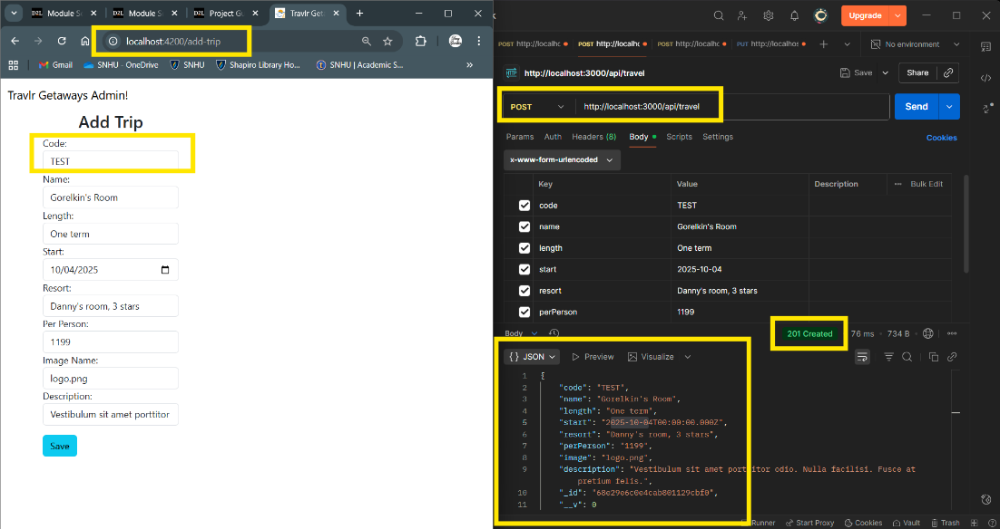 Module S
Module S
Project Gu
Travlr Geta
localhost:4200/add-trip
Gmail
SNHU - OneDrive
SNHU
Shapiro Library Ho...
SNHU | Academic S...
»
Travlr Getaways Admin!
Add Trip
Code:
TEST
Name:
Gorelkin's Room
Length:
One term
Start:
10/04/2025
Resort:
Danny's room, 3 stars
Per Person:
1199
Image Name:
logo.png
Description:
Vestibulum sit amet porttitor
Save
Upgrade
POST http://localhc
POST http://localhc
PUT http://localhos
No environment
HTTP http://localhost:3000/api/travel
Save
Share
POST
http://localhost:3000/api/travel
Send
Params Auth Headers (8) Body Scripts Settings
Cookies
x-www-form-urlencoded
Key Value Description ••• Bulk Edit
code TEST
name Gorelkin's Room
length One term
start 2025-10-04
resort Danny's room, 3 stars
perPerson 1199
Body
201 Created
76 ms
734 B
{} JSON
Preview
Visualize
1 {
2 "code": "TEST",
3 "name": "Gorelkin's Room",
4 "length": "One term",
5 "start": "2025-10-04T00:00:00.000Z",
6 "resort": "Danny's room, 3 stars",
7 "perPerson": "1199",
8 "image": "logo.png",
9 "description": "Vestibulum sit amet porttitor odio. Nulla facilisi. Fusce at
pretium felis.",
10 "_id": "68e29e6c0e4cab801129cbf0",
11 "__v": 0
Runner
Start Proxy
Cookies
Vault
Trash